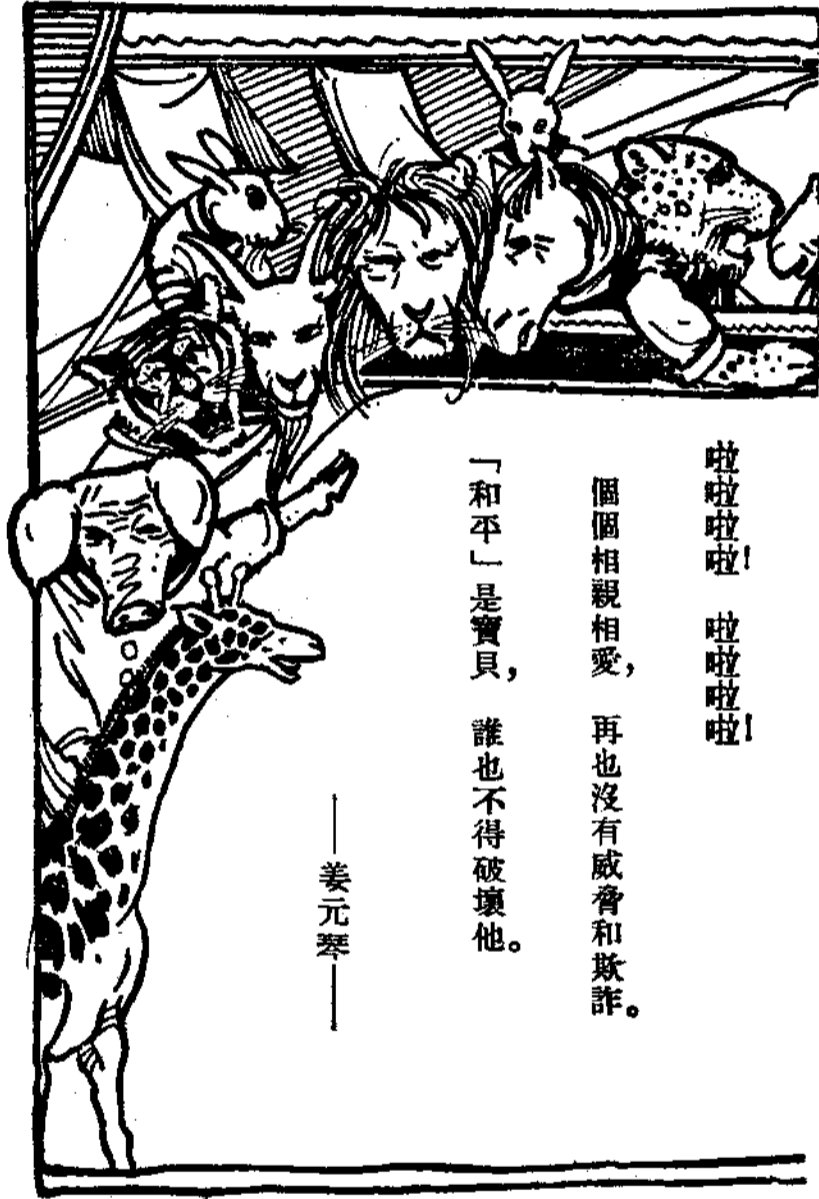 啦啦啦啦！　啦啦啦啦！
個個相親相愛，　再也沒有威脅和欺詐。
「和平」是寶貝，　誰也不得破壞他。
——姜元琴——